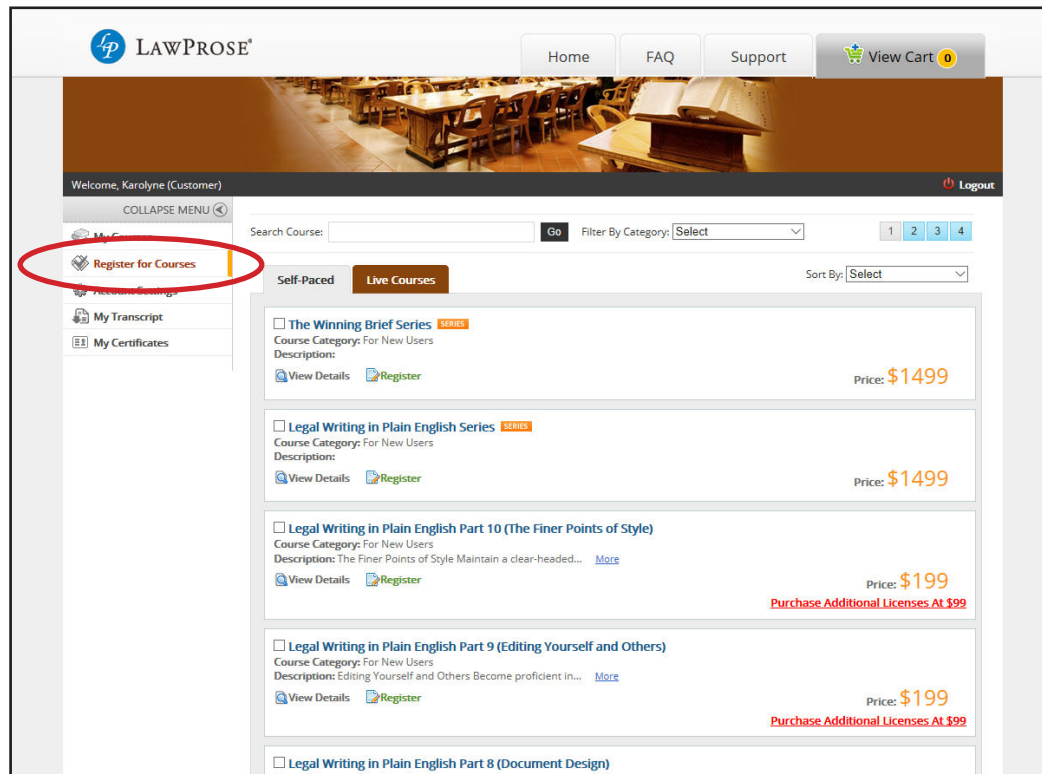 LAWPROSE®
Home
FAQ
Support
View Cart 0
Welcome, Karolyne (Customer)
Logout
COLLAPSE MENU
My Courses
Register for Courses
Account Settings
My Transcript
My Certificates
Search Course:
Go
Filter By Category: Select
1 2 3 4
Self-Paced
Live Courses
Sort By: Select
The Winning Brief Series SERIES
Course Category: For New Users
Description:
View Details Register
Price: $1499
Legal Writing in Plain English Series SERIES
Course Category: For New Users
Description:
View Details Register
Price: $1499
Legal Writing in Plain English Part 10 (The Finer Points of Style)
Course Category: For New Users
Description: The Finer Points of Style Maintain a clear-headed... More
View Details Register
Price: $199
Purchase Additional Licenses At $99
Legal Writing in Plain English Part 9 (Editing Yourself and Others)
Course Category: For New Users
Description: Editing Yourself and Others Become proficient in... More
View Details Register
Price: $199
Purchase Additional Licenses At $99
Legal Writing in Plain English Part 8 (Document Design)